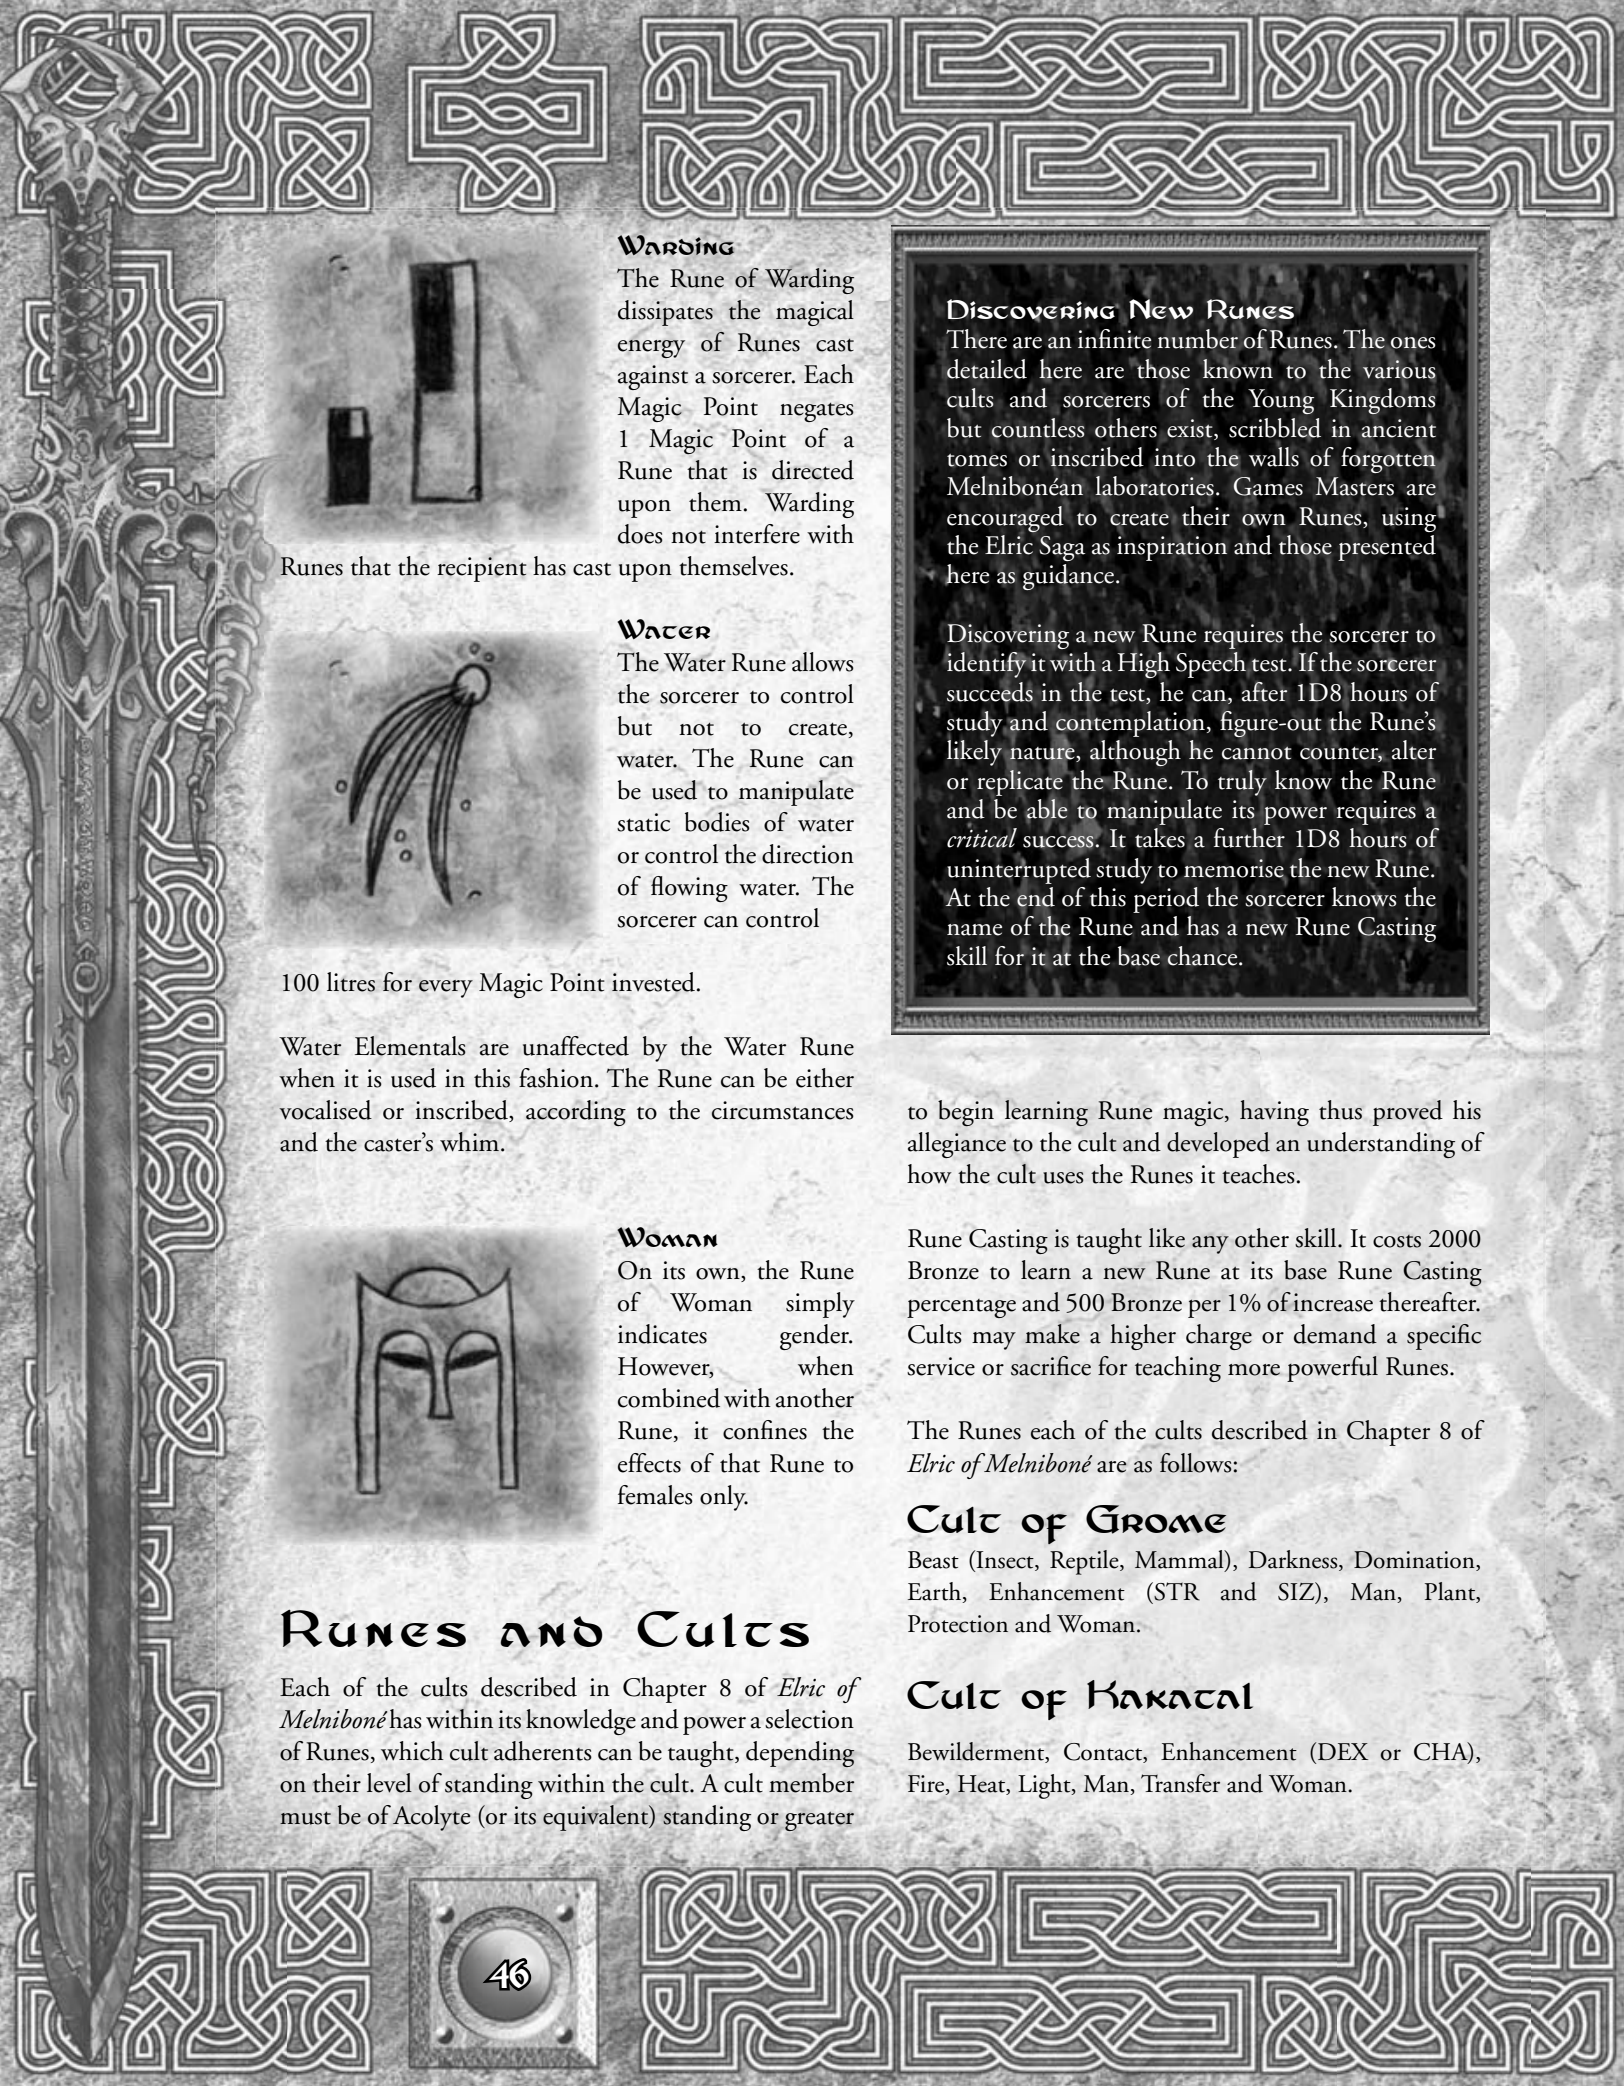 Warding
The Rune of Warding
dissipates the magical
energy of Runes cast
against a sorcerer. Each
Magic Point negates
1 Magic Point of a
Rune that is directed
upon them. Warding
does not interfere with
Runes that the recipient has cast upon themselves.
Water
The Water Rune allows
the sorcerer to control
but not to create,
water. The Rune can
be used to manipulate
static bodies of water
or control the direction
of flowing water. The
sorcerer can control
100 litres for every Magic Point invested.
Water Elementals are unaffected by the Water Rune
when it is used in this fashion. The Rune can be either
vocalised or inscribed, according to the circumstances
and the caster's whim.
Woman
On its own, the Rune
of Woman simply
indicates gender.
However, when
combined with another
Rune, it confines the
effects of that Rune to
females only.
Runes and Cults
Each of the cults described in Chapter 8 of Elric of
Melniboné has within its knowledge and power a selection
of Runes, which cult adherents can be taught, depending
on their level of standing within the cult. A cult member
must be of Acolyte (or its equivalent) standing or greater
Discovering New Runes
There are an infinite number of Runes. The ones
detailed here are those known to the various
cults and sorcerers of the Young Kingdoms
but countless others exist, scribbled in ancient
tomes or inscribed into the walls of forgotten
Melnibonéan laboratories. Games Masters are
encouraged to create their own Runes, using
the Elric Saga as inspiration and those presented
here as guidance.
Discovering a new Rune requires the sorcerer to
identify it with a High Speech test. If the sorcerer
succeeds in the test, he can, after 1D8 hours of
study and contemplation, figure-out the Rune's
likely nature, although he cannot counter, alter
or replicate the Rune. To truly know the Rune
and be able to manipulate its power requires a
critical success. It takes a further 1D8 hours of
uninterrupted study to memorise the new Rune.
At the end of this period the sorcerer knows the
name of the Rune and has a new Rune Casting
skill for it at the base chance.
to begin learning Rune magic, having thus proved his
allegiance to the cult and developed an understanding of
how the cult uses the Runes it teaches.
Rune Casting is taught like any other skill. It costs 2000
Bronze to learn a new Rune at its base Rune Casting
percentage and 500 Bronze per 1% of increase thereafter.
Cults may make a higher charge or demand a specific
service or sacrifice for teaching more powerful Runes.
The Runes each of the cults described in Chapter 8 of
Elric of Melniboné are as follows:
Cult of Grome
Beast (Insect, Reptile, Mammal), Darkness, Domination,
Earth, Enhancement (STR and SIZ), Man, Plant,
Protection and Woman.
Cult of Kakatal
Bewilderment, Contact, Enhancement (DEX or CHA),
Fire, Heat, Light, Man, Transfer and Woman.
46